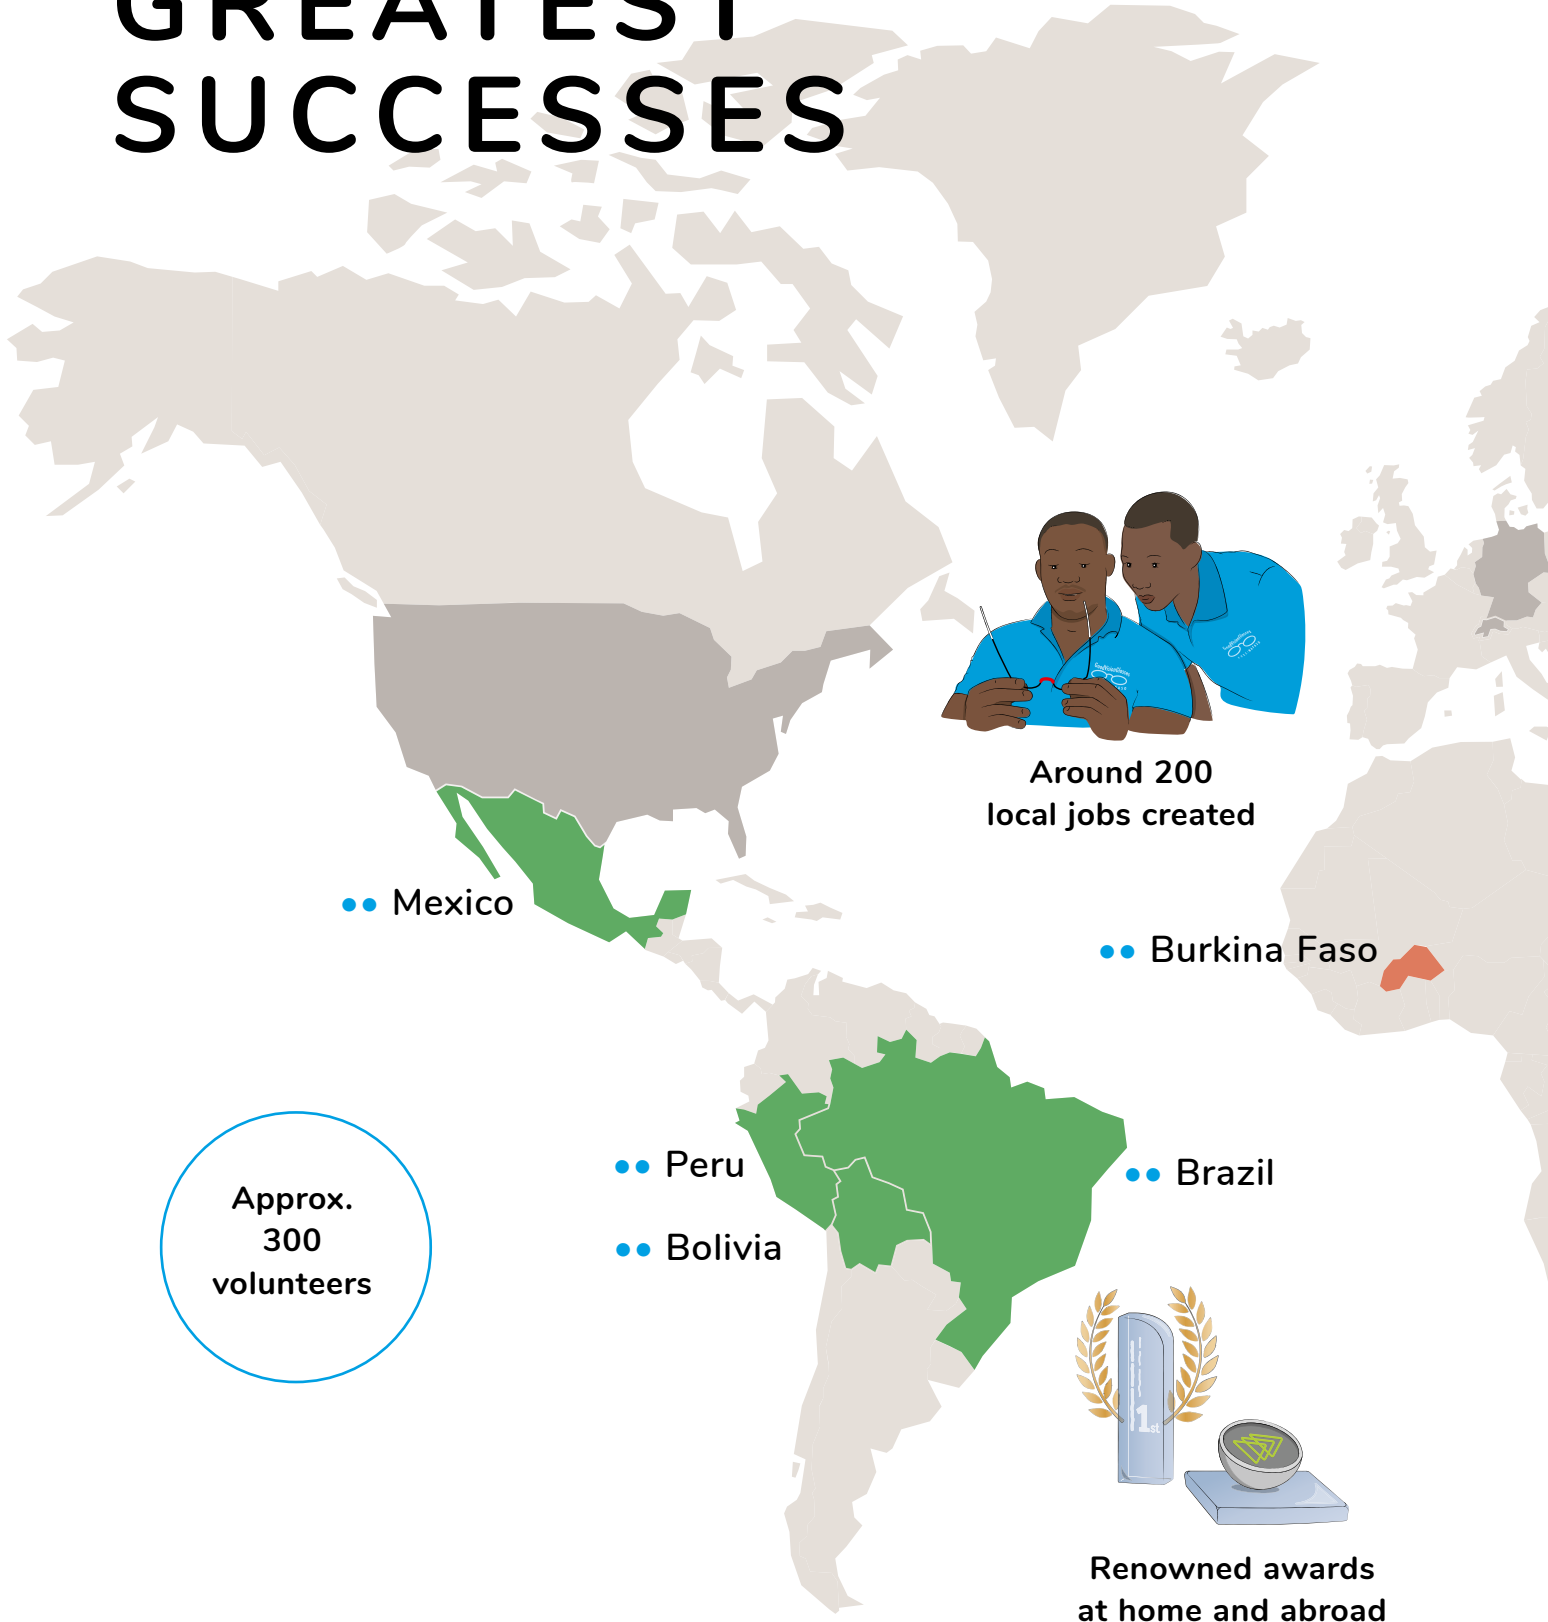 GREATEST
SUCCESSES
Around 200
local jobs created
Mexico
Burkina Faso
Peru
Brazil
Bolivia
Approx.
300
volunteers
1st
Renowned awards
at home and abroad